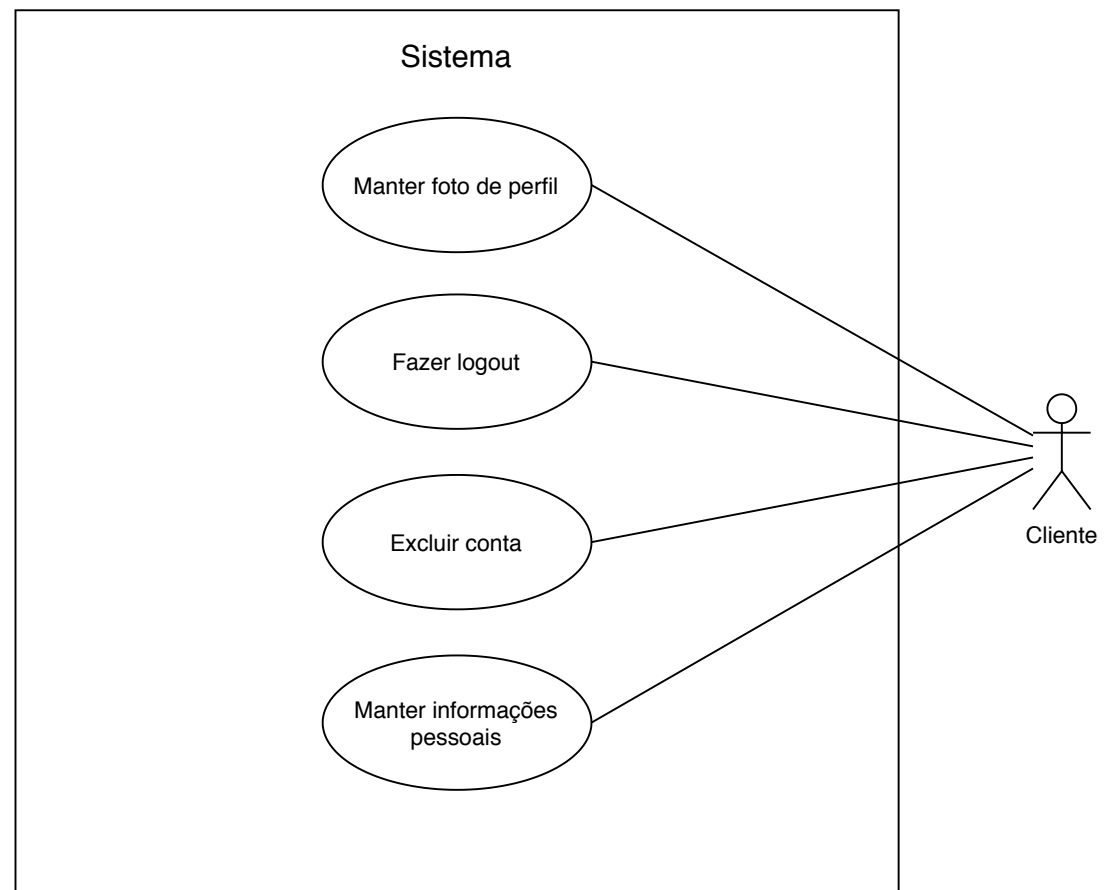 Sistema
Manter foto de perfil
Fazer logout
Excluir conta
Cliente
Manter informações
pessoais